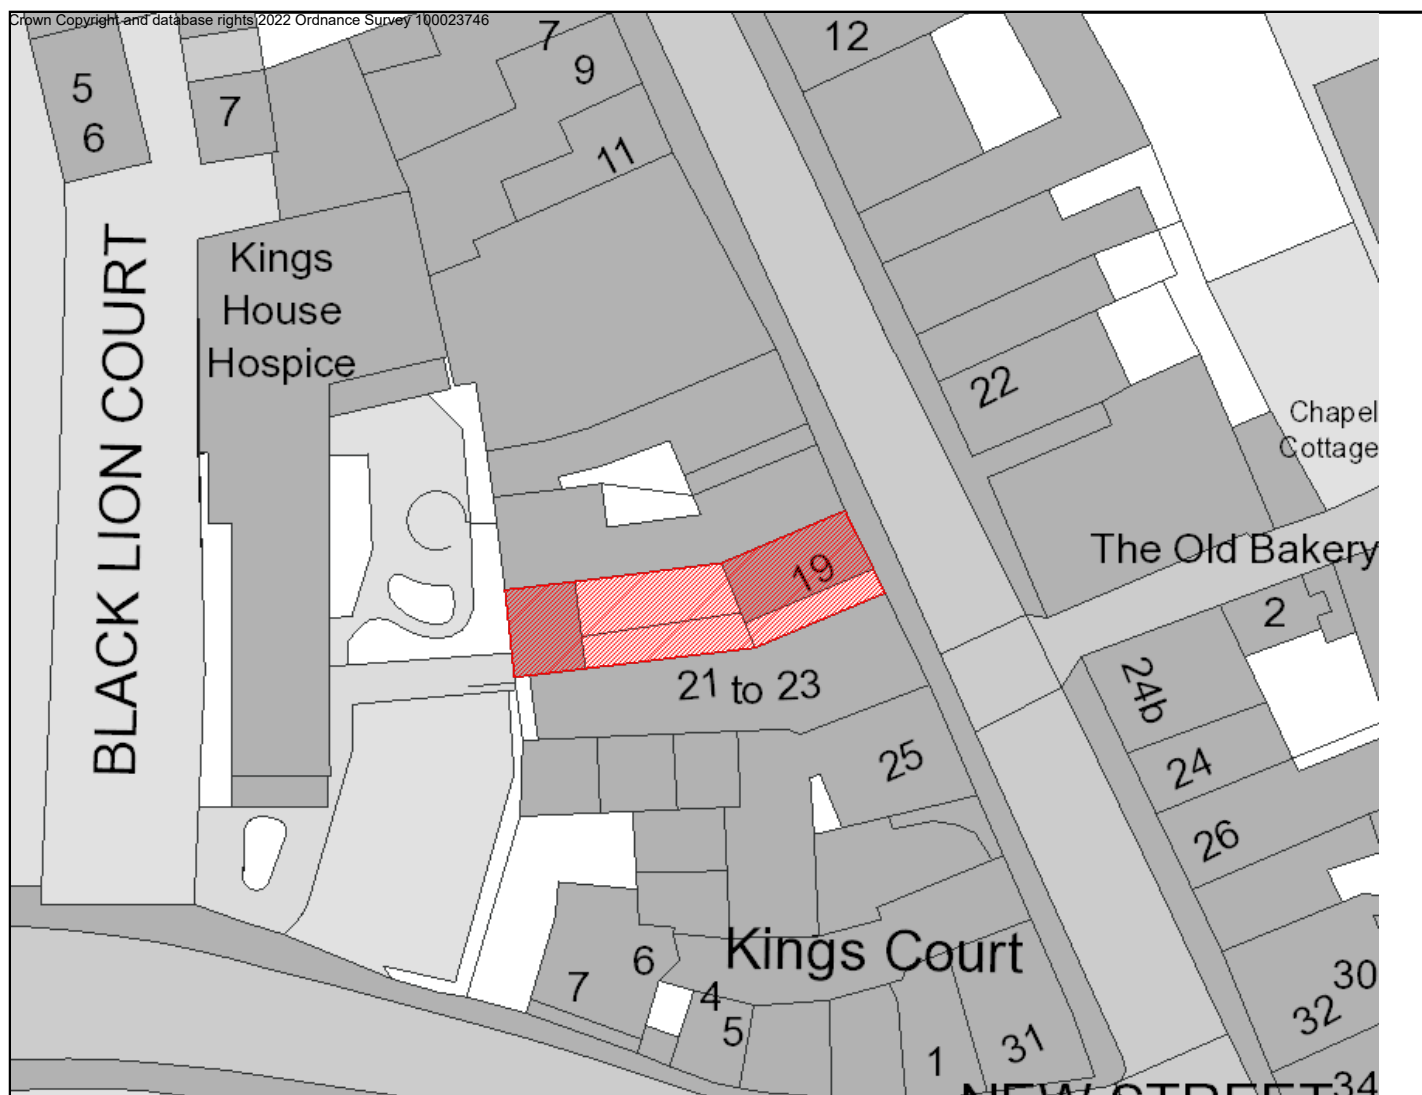 Crown Copyright and database rights 2022 Ordnance Survey 100023746
7
12
9
5
6
7
11
BLACK LION COURT
Kings
House
Hospice
22
Chapel
Cottage
The Old Bakery
19
2
21 to 23
24b
25
24
26
Kings Court
6
7
4
5
30
32
31
1
NEW STREET
34